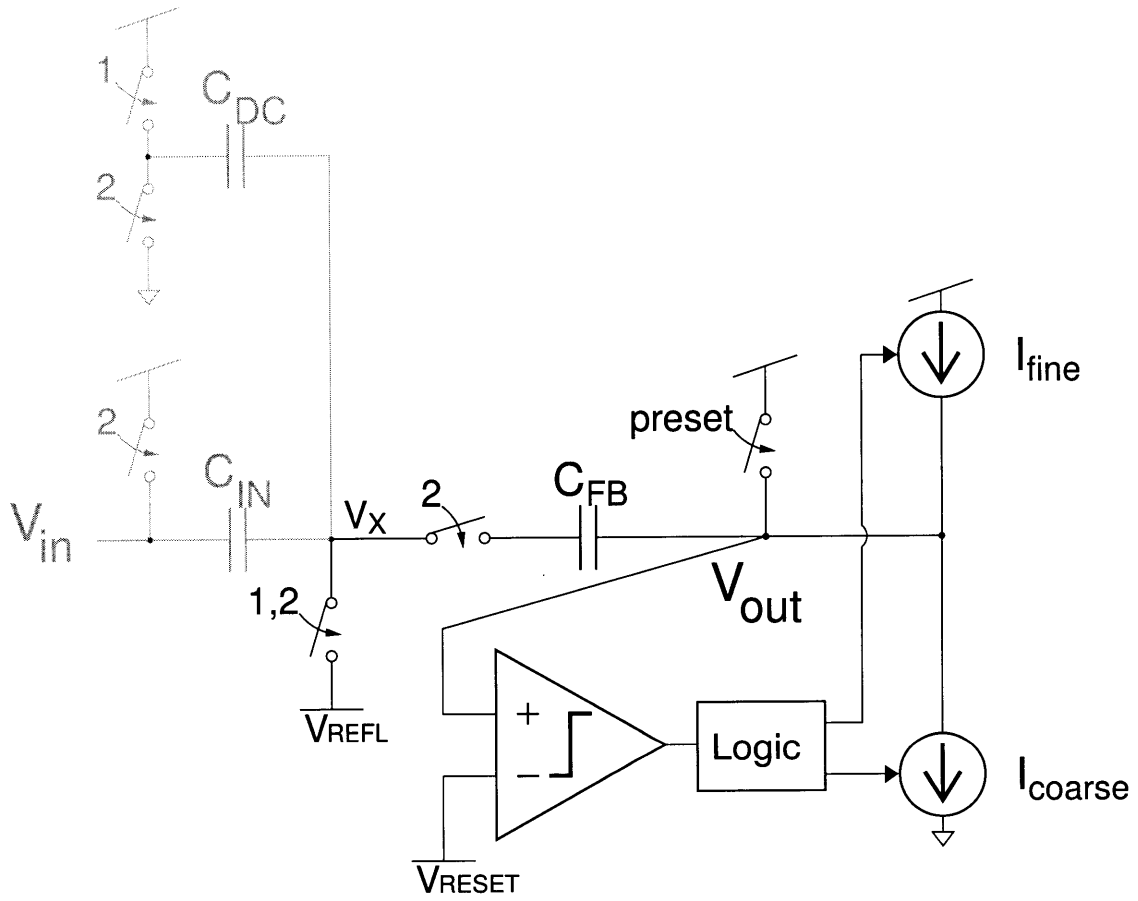 1
C_DC
2
I_fine
preset
2
C_IN
2
C_FB
V_in
V_X
1,2
V_out
+
V_REFL
Logic
−
I_coarse
V_RESET